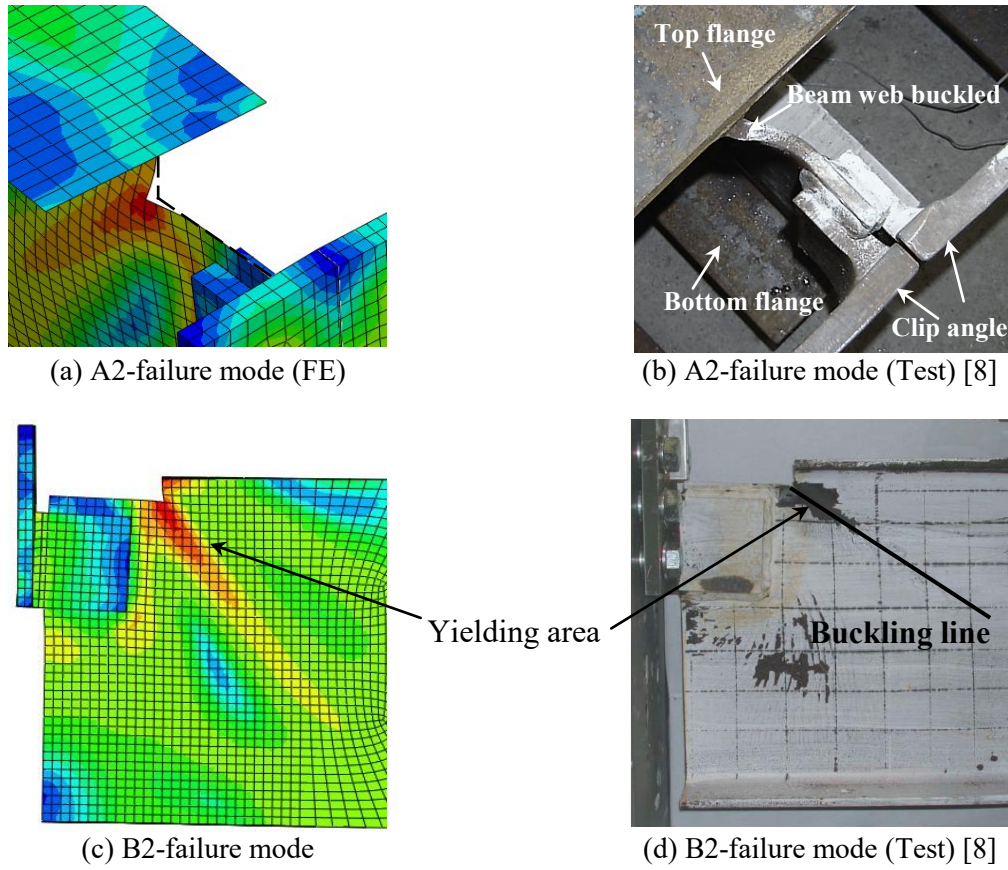 Top flange
Beam web buckled
Bottom flange
Clip angle
(a) A2-failure mode (FE)
(b) A2-failure mode (Test) [8]
Yielding area
Buckling line
(c) B2-failure mode
(d) B2-failure mode (Test) [8]